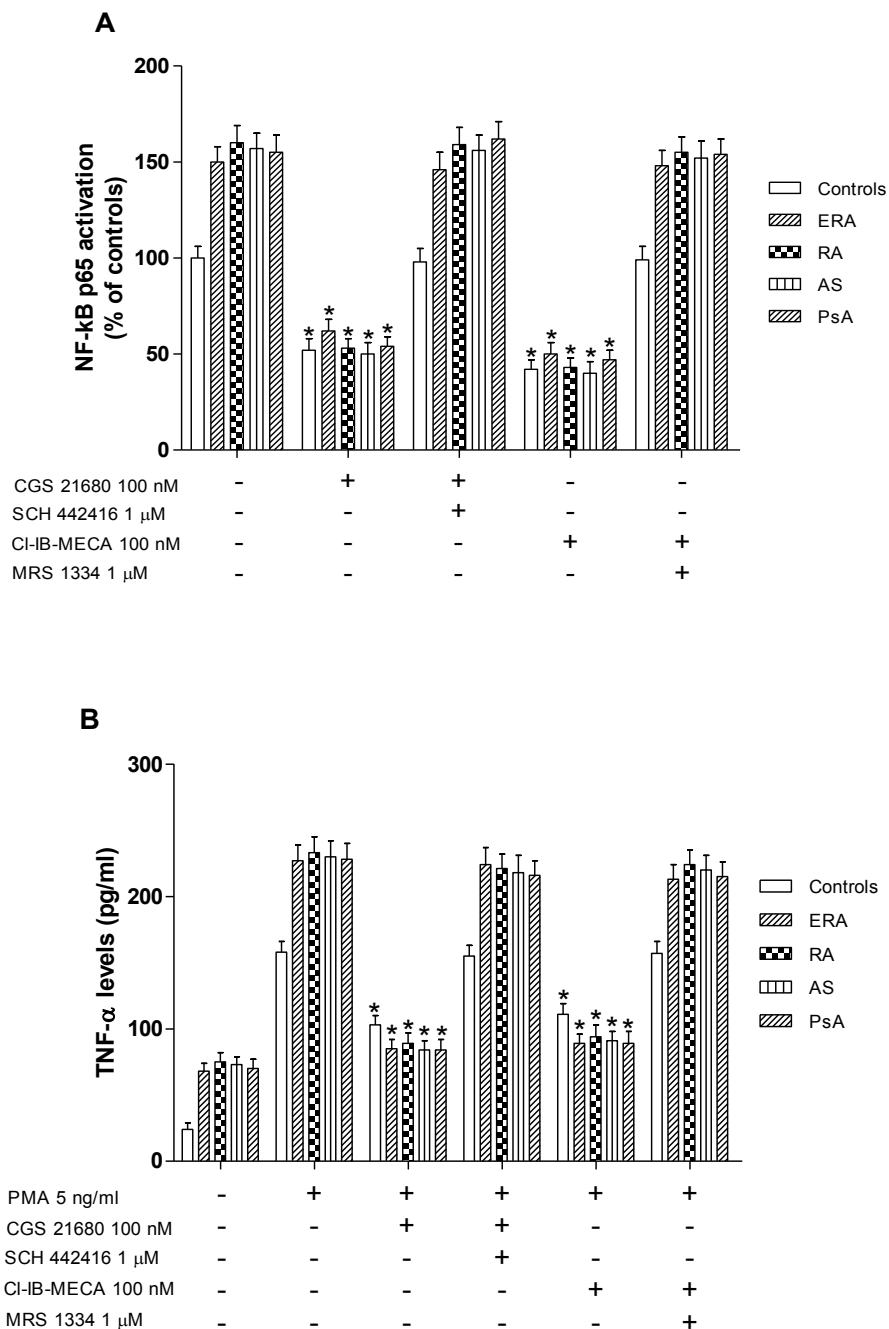 A
NF-kB p65 activation
(% of controls)
200
150
100
50
0
Controls
ERA
RA
AS
PsA
* * * * *
* * * * *
CGS 21680 100 nM - + + - -
SCH 442416 1 μM - - + - -
Cl-IB-MECA 100 nM - - - + +
MRS 1334 1 μM - - - - +
B
TNF-α levels (pg/ml)
300
200
100
0
Controls
ERA
RA
AS
PsA
* * * * *
* * * * *
PMA 5 ng/ml - + + + + +
CGS 21680 100 nM - - + + - -
SCH 442416 1 μM - - - + - -
Cl-IB-MECA 100 nM - - - - + +
MRS 1334 1 μM - - - - - +